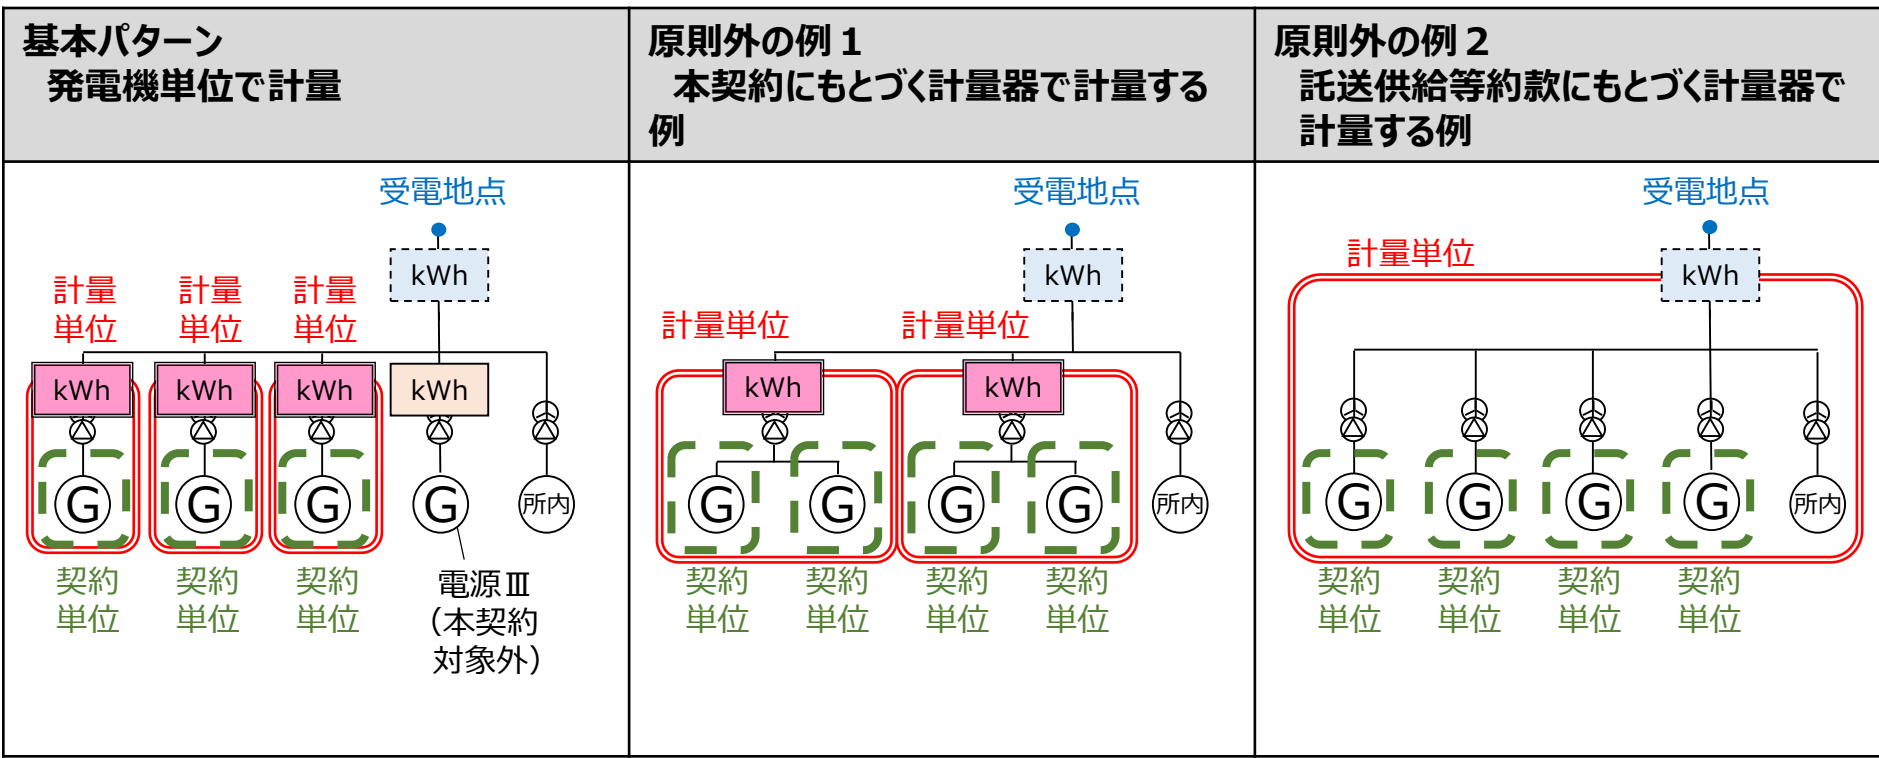 基本パターン
発電機単位で計量
原則外の例１
本契約にもとづく計量器で計量する
例
原則外の例２
託送供給等約款にもとづく計量器で
計量する例
受電地点
kWh
計量
単位
計量
単位
計量
単位
kWh
kWh
kWh
kWh
G
G
G
G
所内
契約
単位
契約
単位
契約
単位
電源Ⅲ
（本契約
対象外）
受電地点
kWh
計量単位
計量単位
kWh
kWh
G
G
G
G
所内
契約
単位
契約
単位
契約
単位
契約
単位
受電地点
計量単位
kWh
G
G
G
G
所内
契約
単位
契約
単位
契約
単位
契約
単位